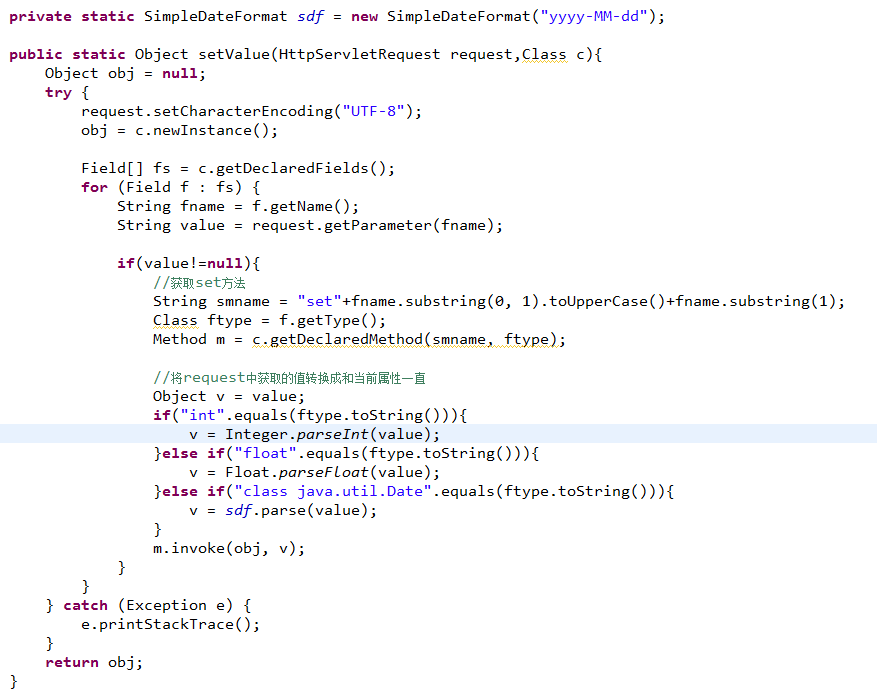 private static SimpleDateFormat sdf = new SimpleDateFormat("yyyy-MM-dd");
public static Object setValue(HttpServletRequest request,Class c){
Object obj = null;
try {
request.setCharacterEncoding("UTF-8");
obj = c.newInstance();
Field[] fs = c.getDeclaredFields();
for (Field f : fs) {
String fname = f.getName();
String value = request.getParameter(fname);
if(value!=null){
//获取set方法
String smname = "set"+fname.substring(0, 1).toUpperCase()+fname.substring(1);
Class ftype = f.getType();
Method m = c.getDeclaredMethod(smname, ftype);
//将request中获取的值转换成和当前属性一直
Object v = value;
if("int".equals(ftype.toString())){
v = Integer.parseInt(value);
}else if("float".equals(ftype.toString())){
v = Float.parseFloat(value);
}else if("class java.util.Date".equals(ftype.toString())){
v = sdf.parse(value);
}
m.invoke(obj, v);
}
}
} catch (Exception e) {
e.printStackTrace();
}
return obj;
}